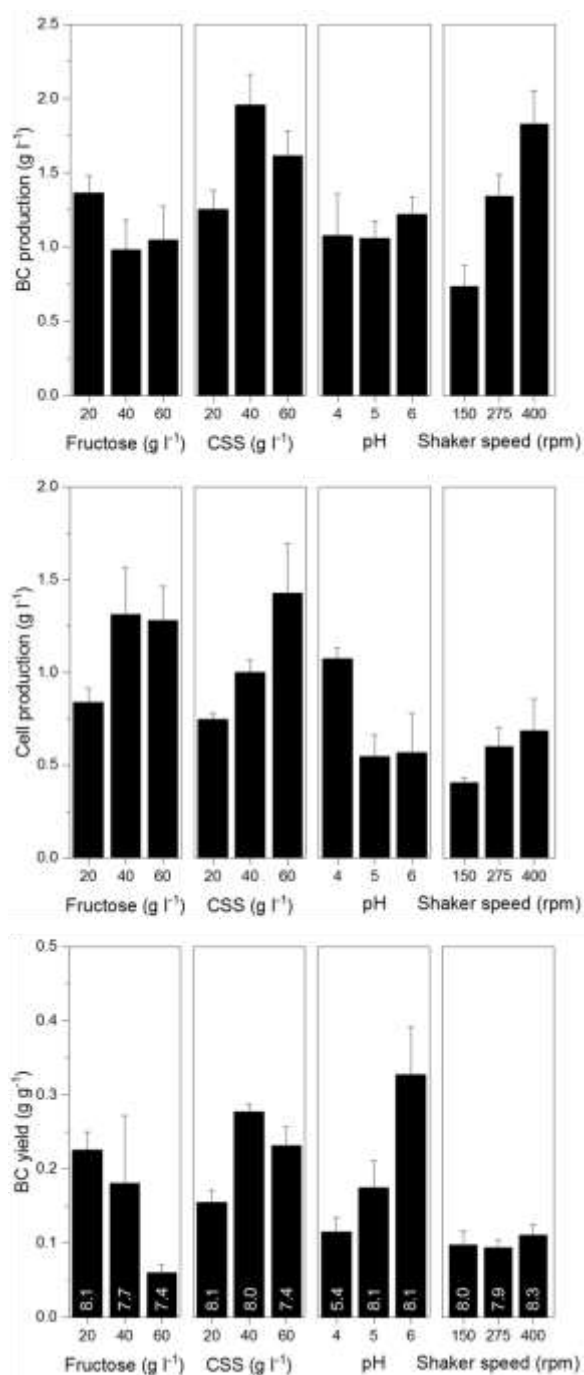 2.5
2.0
1.5
1.0
0.5
0.0
BC production (g l⁻¹)
20 40 60 20 40 60 4 5 6 150 275 400
Fructose (g l⁻¹) CSS (g l⁻¹) pH Shaker speed (rpm)
2.0
1.5
1.0
0.5
0.0
Cell production (g l⁻¹)
20 40 60 20 40 60 4 5 6 150 275 400
Fructose (g l⁻¹) CSS (g l⁻¹) pH Shaker speed (rpm)
0.5
0.4
0.3
0.2
0.1
0.0
BC yield (g g⁻¹)
8.1 7.7 7.4 8.1 8.0 7.4 5.4 8.1 8.1 8.0 7.9 8.3
20 40 60 20 40 60 4 5 6 150 275 400
Fructose (g l⁻¹) CSS (g l⁻¹) pH Shaker speed (rpm)